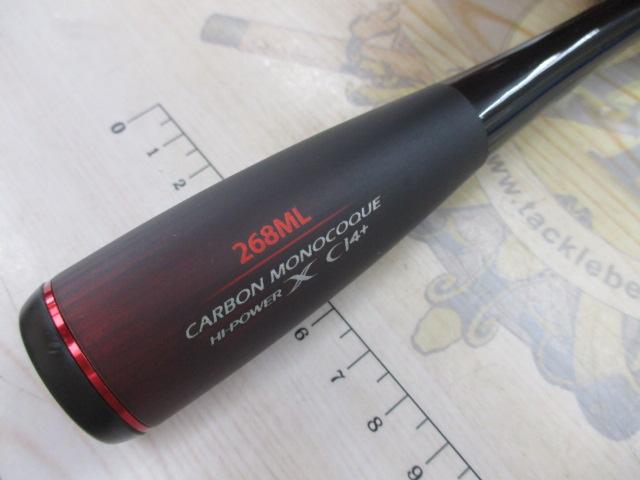 268ML
CARBON MONOCOQUE
HI-POWER X CI4+
0 1 2
6 7 8 9
www.tacklebe